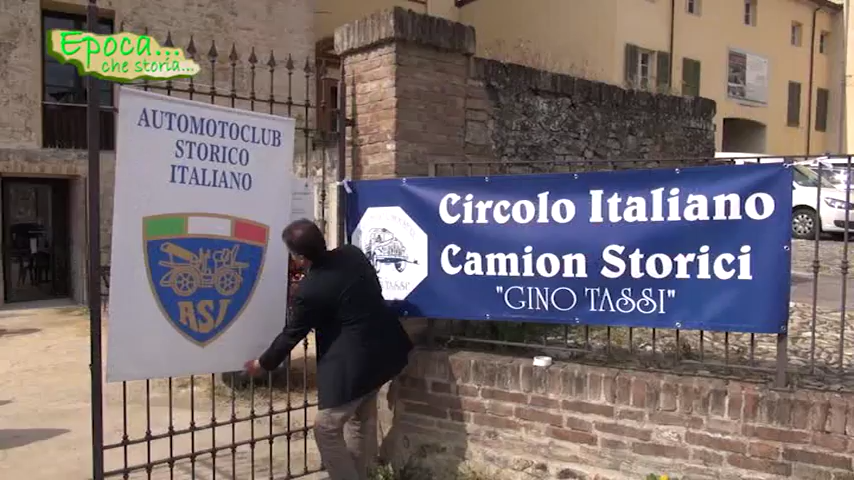 Epoca...
che storia...
AUTOMOTOCLUB
STORICO
ITALIANO
ASI
Circolo Italiano
Camion Storici
"GINO TASSI"